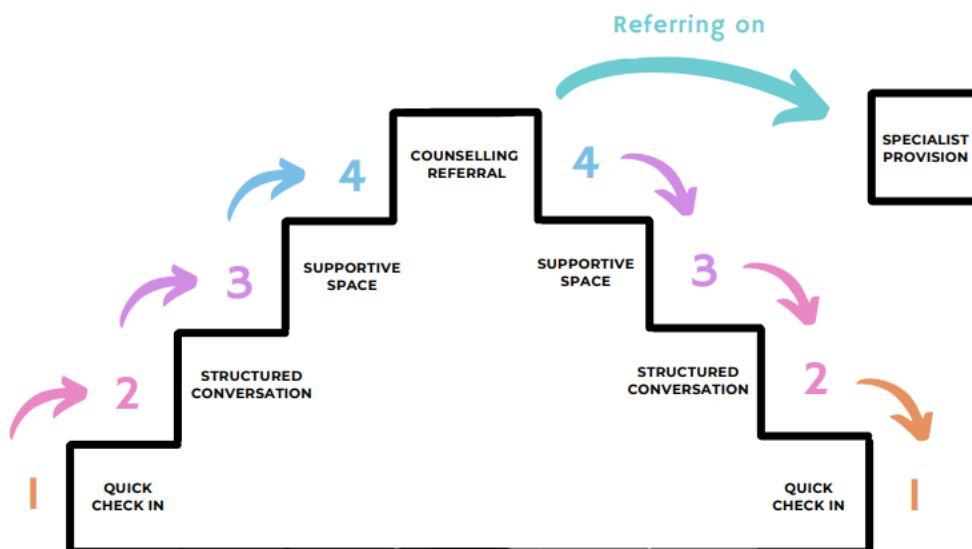 Referring on
SPECIALIST
PROVISION
COUNSELLING
REFERRAL
4
4
SUPPORTIVE
SPACE
SUPPORTIVE
SPACE
3
3
STRUCTURED
CONVERSATION
STRUCTURED
CONVERSATION
2
2
QUICK
CHECK IN
QUICK
CHECK IN
1
1